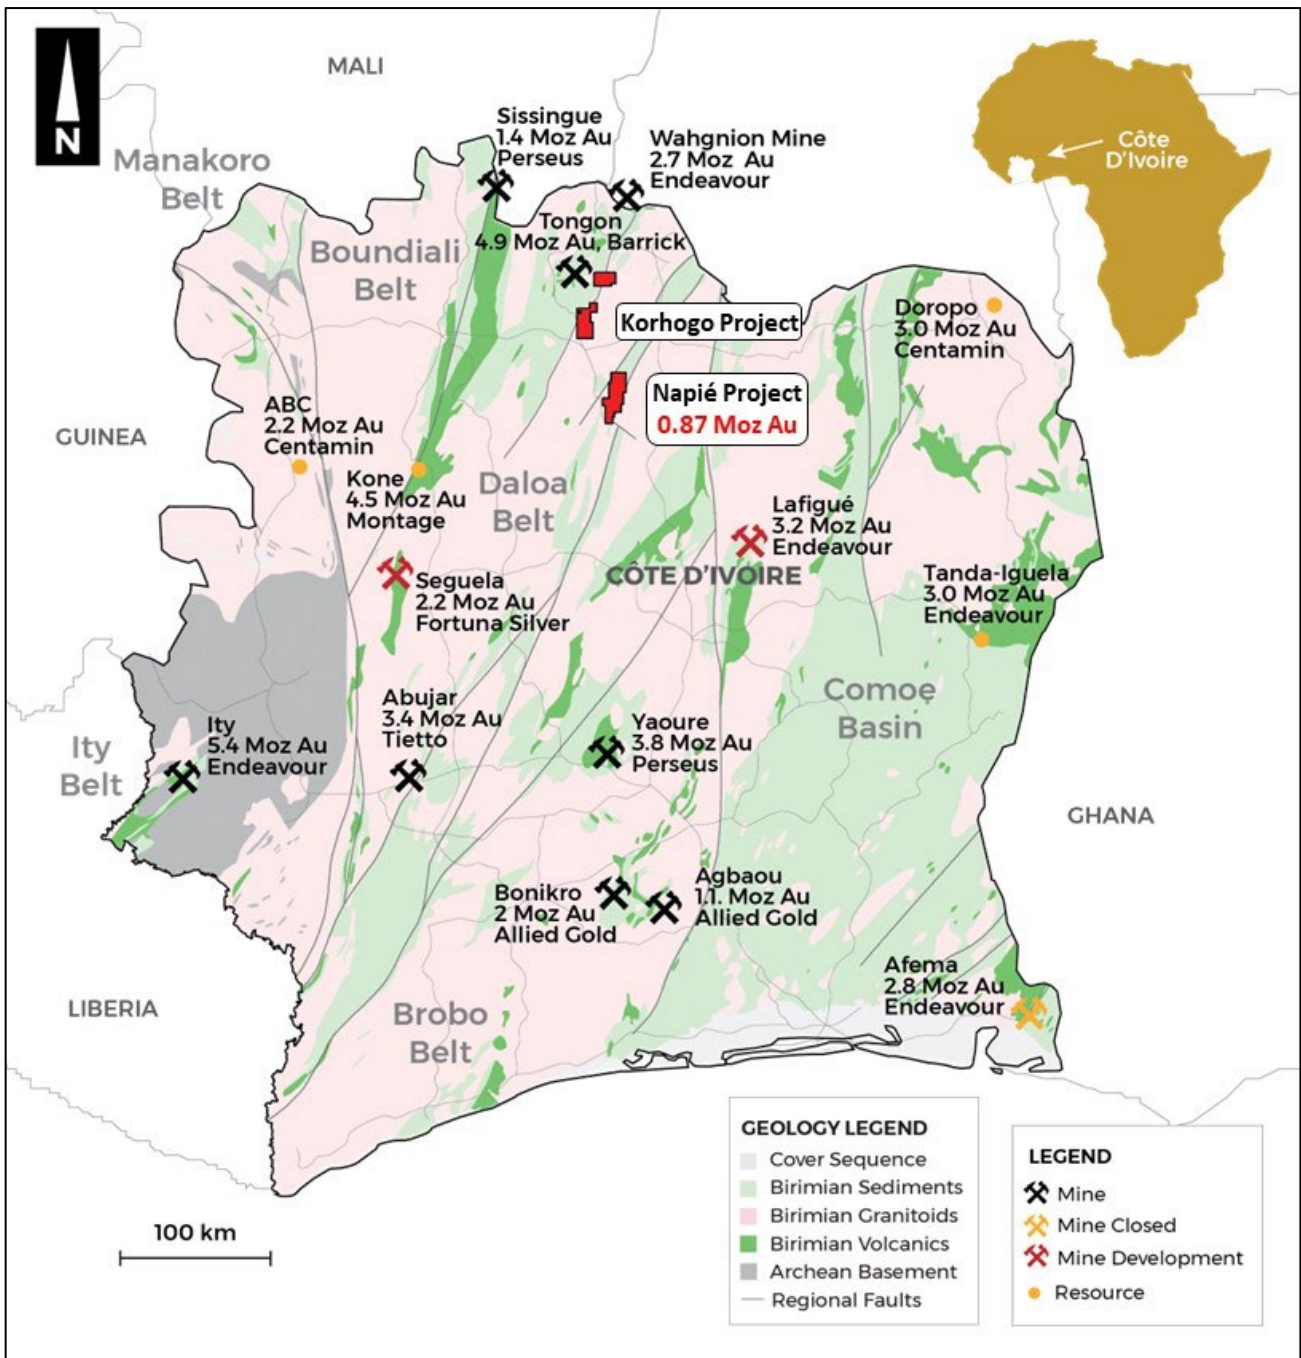 MALI
N
Manakoro
Belt
Sissingue
1.4 Moz Au
Perseus
Wahgnion Mine
2.7 Moz Au
Endeavour
Côte
D'Ivoire
Boundiali
Belt
Tongon
4.9 Moz Au, Barrick
Korhogo Project
Doropo
3.0 Moz Au
Centamin
Napié Project
0.87 Moz Au
GUINEA
ABC
2.2 Moz Au
Centamin
Kone
4.5 Moz Au
Montage
Daloa
Belt
Lafigué
3.2 Moz Au
Endeavour
CÔTE D'IVOIRE
Seguela
2.2 Moz Au
Fortuna Silver
Tanda-Iguela
3.0 Moz Au
Endeavour
Comoe
Basin
Abujar
3.4 Moz Au
Tietto
Ity
5.4 Moz Au
Endeavour
Ity
Belt
Yaoure
3.8 Moz Au
Perseus
GHANA
Bonikro
2 Moz Au
Allied Gold
Agbaou
1.1. Moz Au
Allied Gold
Afema
2.8 Moz Au
Endeavour
LIBERIA
Brobo
Belt
100 km
GEOLOGY LEGEND
Cover Sequence
Birimian Sediments
Birimian Granitoids
Birimian Volcanics
Archean Basement
Regional Faults
LEGEND
Mine
Mine Closed
Mine Development
Resource